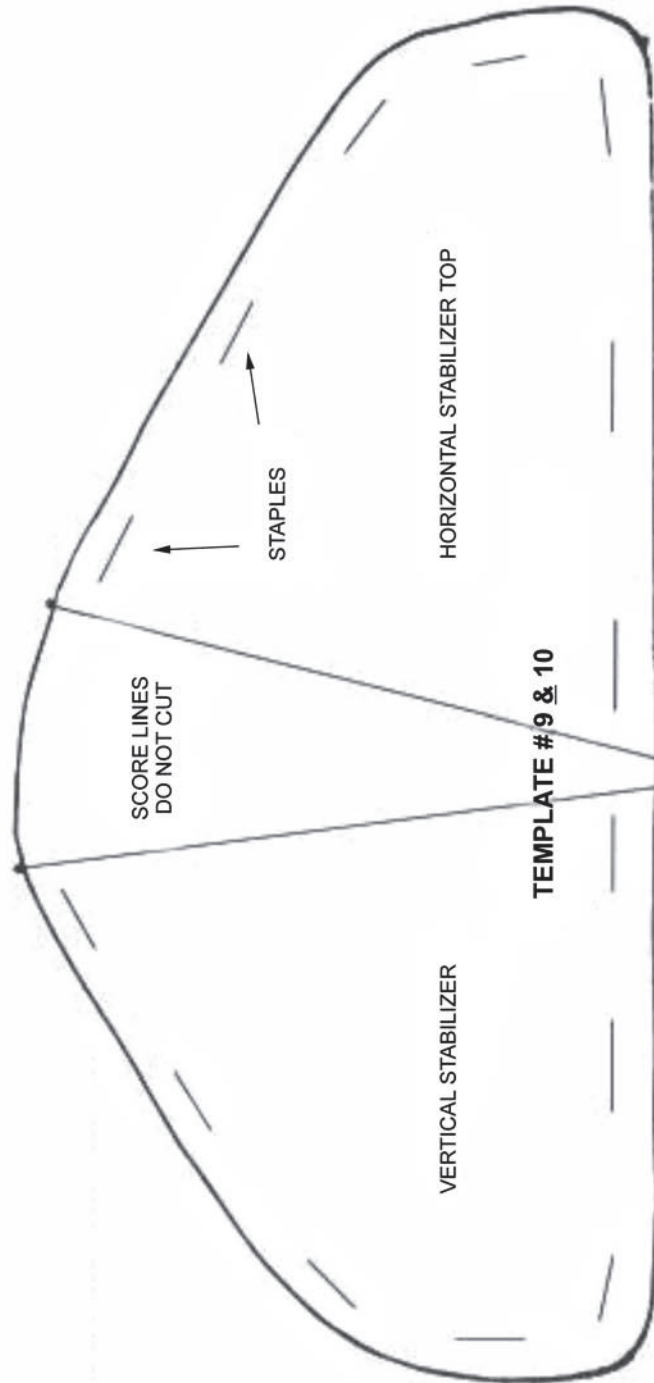 SCORE LINES
DO NOT CUT
STAPLES
VERTICAL STABILIZER
HORIZONTAL STABILIZER TOP
TEMPLATE # 9 & 10